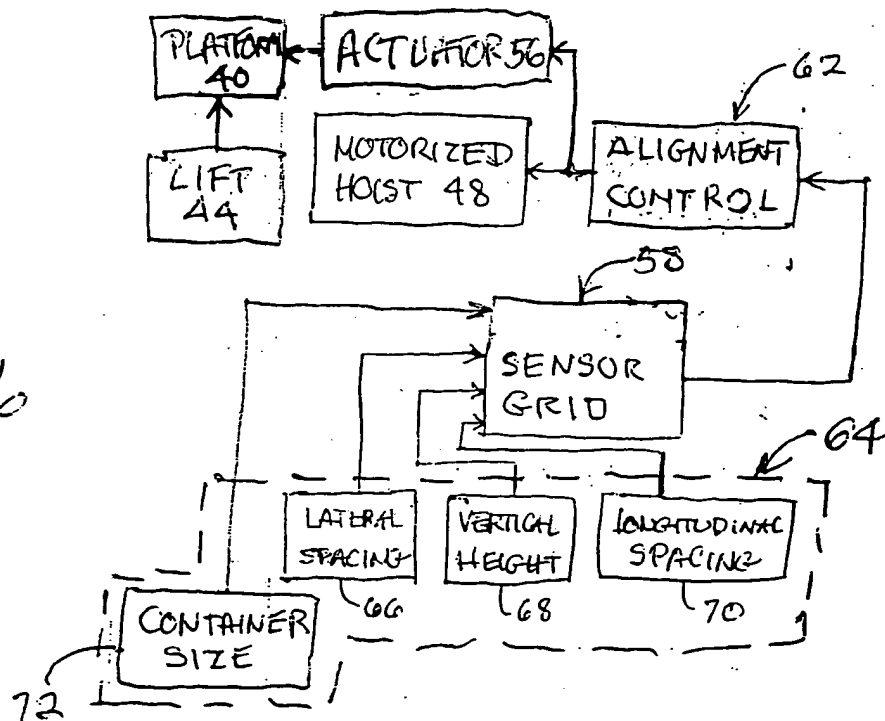 PLATFORM
40
ACTUATOR 56
62
LIFT
44
MOTORIZED
HOIST 48
ALIGNMENT
CONTROL
58
SENSOR
GRID
6
64
LATERAL
SPACING
VERTICAL
HEIGHT
LONGITUDINAL
SPACING
66
68
70
CONTAINER
SIZE
72